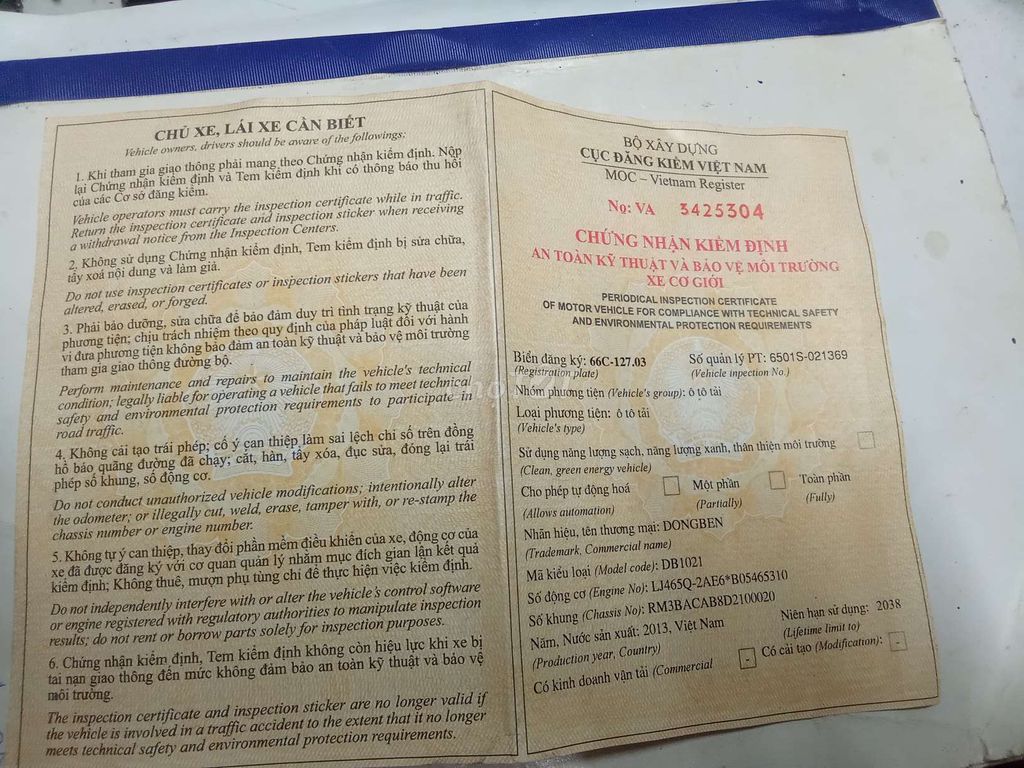 CHỦ XE, LÁI XE CẦN BIẾT
Vehicle owners, drivers should be aware of the followings:
1. Khi tham gia giao thông phải mang theo Chứng nhận kiểm định. Nộp
lại Chứng nhận kiểm định và Tem kiểm định khi có thông báo thu hồi
của các Cơ sở đăng kiểm.
Vehicle operators must carry the inspection certificate while in traffic.
Return the inspection certificate and inspection sticker when receiving
a withdrawal notice from the Inspection Centers.
2. Không sử dụng Chứng nhận kiểm định, Tem kiểm định bị sửa chữa,
tẩy xoá nội dung và làm giả.
Do not use inspection certificates or inspection stickers that have been
altered, erased, or forged.
3. Phải bảo dưỡng, sửa chữa để bảo đảm duy trì tình trạng kỹ thuật của
phương tiện; chịu trách nhiệm theo quy định của pháp luật đối với hành
vi đưa phương tiện không bảo đảm an toàn kỹ thuật và bảo vệ môi trường
tham gia giao thông đường bộ.
Perform maintenance and repairs to maintain the vehicle's technical
condition; legally liable for operating a vehicle that fails to meet technical
safety and environmental protection requirements to participate in
road traffic.
4. Không cải tạo trái phép; cố ý can thiệp làm sai lệch chỉ số trên đồng
hồ báo quãng đường đã chạy; cắt, hàn, tẩy xóa, đục sửa, đóng lại trái
phép số khung, số động cơ.
Do not conduct unauthorized vehicle modifications; intentionally alter
the odometer; or illegally cut, weld, erase, tamper with, or re-stamp the
chassis number or engine number.
5. Không tự ý can thiệp, thay đổi phần mềm điều khiển của xe, động cơ của
xe đã được đăng ký với cơ quan quản lý nhằm mục đích gian lận kết quả
kiểm định; Không thuê, mượn phụ tùng chỉ để thực hiện việc kiểm định.
Do not independently interfere with or alter the vehicle's control software
or engine registered with regulatory authorities to manipulate inspection
results; do not rent or borrow parts solely for inspection purposes.
6. Chứng nhận kiểm định, Tem kiểm định không còn hiệu lực khi xe bị
tai nạn giao thông đến mức không đảm bảo an toàn kỹ thuật và bảo vệ
môi trường.
The inspection certificate and inspection sticker are no longer valid if
the vehicle is involved in a traffic accident to the extent that it no longer
meets technical safety and environmental protection requirements.
BỘ XÂY DỰNG
CỤC ĐĂNG KIỂM VIỆT NAM
MOC – Vietnam Register
No: VA 3425304
CHỨNG NHẬN KIỂM ĐỊNH
AN TOÀN KỸ THUẬT VÀ BẢO VỆ MÔI TRƯỜNG
XE CƠ GIỚI
PERIODICAL INSPECTION CERTIFICATE
OF MOTOR VEHICLE FOR COMPLIANCE WITH TECHNICAL SAFETY
AND ENVIRONMENTAL PROTECTION REQUIREMENTS
Biển đăng ký: 66C-127.03 Số quản lý PT: 6501S-021369
(Registration plate) (Vehicle inpection No.)
Nhóm phương tiện (Vehicle's group): ô tô tải
Loại phương tiện: ô tô tải
(Vehicle's type)
Sử dụng năng lượng sạch, năng lượng xanh, thân thiện môi trường
(Clean, green energy vehicle)
Cho phép tự động hoá Một phần Toàn phần
(Allows automation) (Partially) (Fully)
Nhãn hiệu, tên thương mại: DONGBEN
(Trademark, Commercial name)
Mã kiểu loại (Model code): DB1021
Số động cơ (Engine No): LJ465Q-2AE6*B05465310
Số khung (Chassis No): RM3BACAB8D2100020
Năm, Nước sản xuất: 2013, Việt Nam Niên hạn sử dụng: 2038
(Production year, Country) (Lifetime limit to)
Có kinh doanh vận tải (Commercial - Có cải tạo (Modification): -